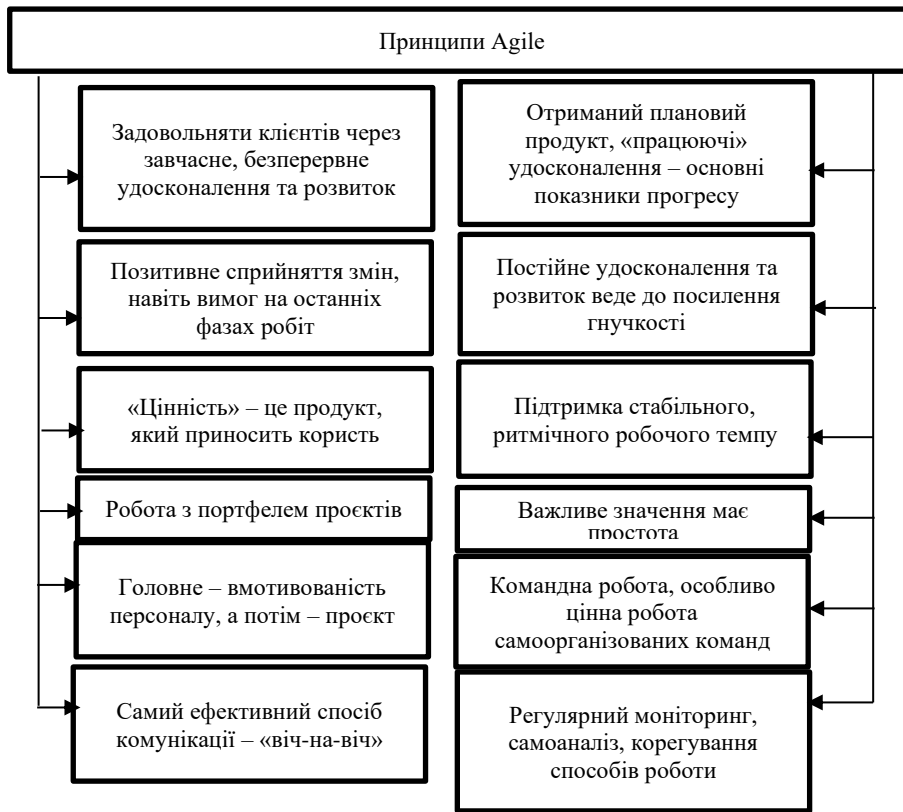 Принципи Agile
Задовольняти клієнтів через
завчасне, безперервне
удосконалення та розвиток
Позитивне сприйняття змін,
навіть вимог на останніх
фазах робіт
«Цінність» – це продукт,
який приносить користь
Робота з портфелем проєктів
Головне – вмотивованість
персоналу, а потім – проєкт
Самий ефективний спосіб
комунікації – «віч-на-віч»
Отриманий плановий
продукт, «працюючі»
удосконалення – основні
показники прогресу
Постійне удосконалення та
розвиток веде до посилення
гнучкості
Підтримка стабільного,
ритмічного робочого темпу
Важливе значення має
простота
Командна робота, особливо
цінна робота
самоорганізованих команд
Регулярний моніторинг,
самоаналіз, корегування
способів роботи